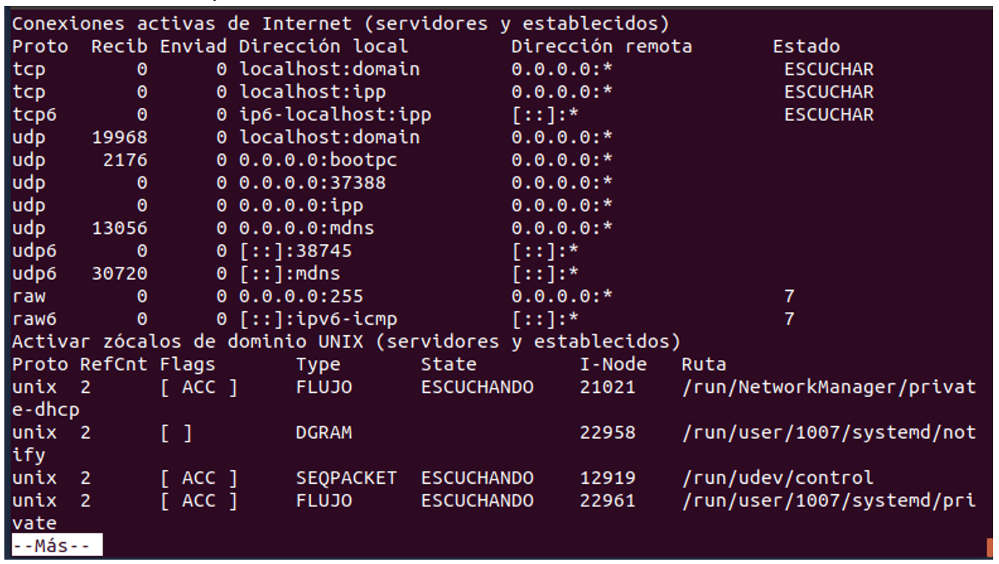 Conexiones activas de Internet (servidores y establecidos)
Proto  Recib Enviad Dirección local         Dirección remota       Estado
tcp        0      0 localhost:domain        0.0.0.0:*               ESCUCHAR
tcp        0      0 localhost:ipp           0.0.0.0:*               ESCUCHAR
tcp6       0      0 ip6-localhost:ipp       [::]:*                  ESCUCHAR
udp    19968      0 localhost:domain        0.0.0.0:*
udp     2176      0 0.0.0.0:bootpc          0.0.0.0:*
udp        0      0 0.0.0.0:37388           0.0.0.0:*
udp        0      0 0.0.0.0:ipp             0.0.0.0:*
udp    13056      0 0.0.0.0:mdns            0.0.0.0:*
udp6       0      0 [::]:38745              [::]:*
udp6   30720      0 [::]:mdns               [::]:*
raw        0      0 0.0.0.0:255             0.0.0.0:*               7
raw6       0      0 [::]:ipv6-icmp          [::]:*                  7
Activar zócalos de dominio UNIX (servidores y establecidos)
Proto RefCnt Flags       Type       State         I-Node   Ruta
unix  2      [ ACC ]     FLUJO      ESCUCHANDO    21021    /run/NetworkManager/privat
e-dhcp
unix  2      [ ]         DGRAM                    22958    /run/user/1007/systemd/not
ify
unix  2      [ ACC ]     SEQPACKET  ESCUCHANDO    12919    /run/udev/control
unix  2      [ ACC ]     FLUJO      ESCUCHANDO    22961    /run/user/1007/systemd/pri
vate
--Más--